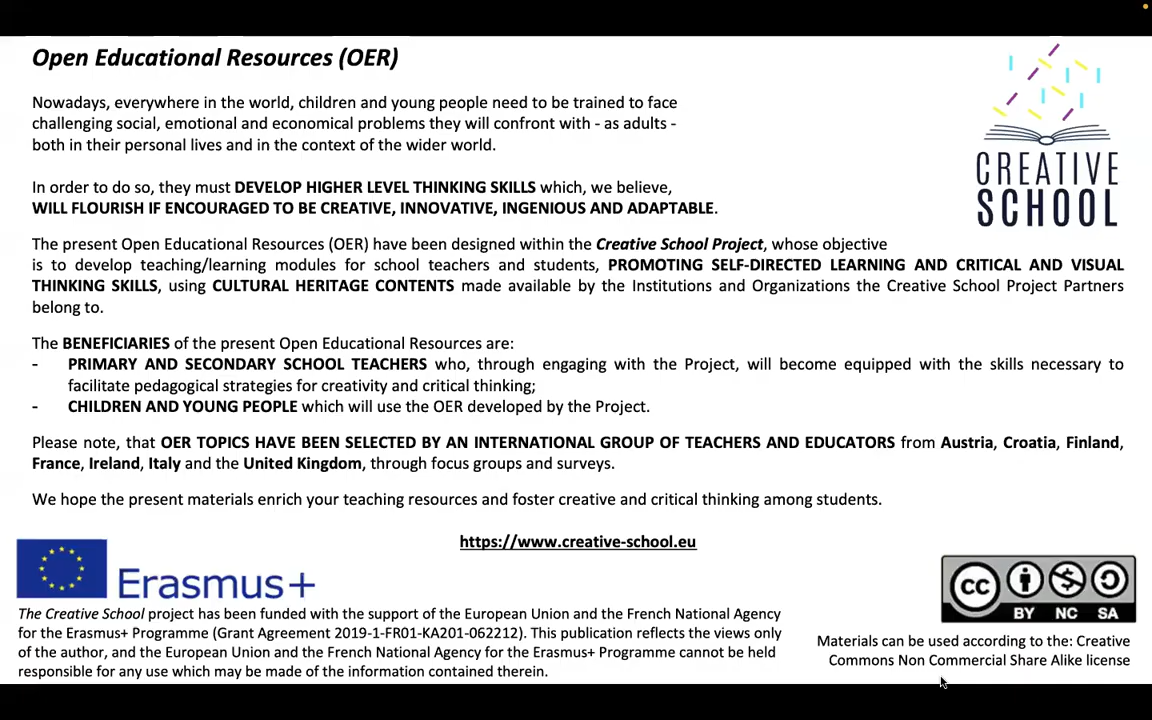 Open Educational Resources (OER)
Nowadays, everywhere in the world, children and young people need to be trained to face
challenging social, emotional and economical problems they will confront with - as adults -
both in their personal lives and in the context of the wider world.
In order to do so, they must DEVELOP HIGHER LEVEL THINKING SKILLS which, we believe,
WILL FLOURISH IF ENCOURAGED TO BE CREATIVE, INNOVATIVE, INGENIOUS AND ADAPTABLE.
CREATIVE
SCHOOL
The present Open Educational Resources (OER) have been designed within the Creative School Project, whose objective
is to develop teaching/learning modules for school teachers and students, PROMOTING SELF-DIRECTED LEARNING AND CRITICAL AND VISUAL
THINKING SKILLS, using CULTURAL HERITAGE CONTENTS made available by the Institutions and Organizations the Creative School Project Partners
belong to.
The BENEFICIARIES of the present Open Educational Resources are:
- PRIMARY AND SECONDARY SCHOOL TEACHERS who, through engaging with the Project, will become equipped with the skills necessary to
facilitate pedagogical strategies for creativity and critical thinking;
- CHILDREN AND YOUNG PEOPLE which will use the OER developed by the Project.
Please note, that OER TOPICS HAVE BEEN SELECTED BY AN INTERNATIONAL GROUP OF TEACHERS AND EDUCATORS from Austria, Croatia, Finland,
France, Ireland, Italy and the United Kingdom, through focus groups and surveys.
We hope the present materials enrich your teaching resources and foster creative and critical thinking among students.
https://www.creative-school.eu
Erasmus+
The Creative School project has been funded with the support of the European Union and the French National Agency
for the Erasmus+ Programme (Grant Agreement 2019-1-FR01-KA201-062212). This publication reflects the views only
of the author, and the European Union and the French National Agency for the Erasmus+ Programme cannot be held
responsible for any use which may be made of the information contained therein.
CC
BY NC SA
Materials can be used according to the: Creative
Commons Non Commercial Share Alike license